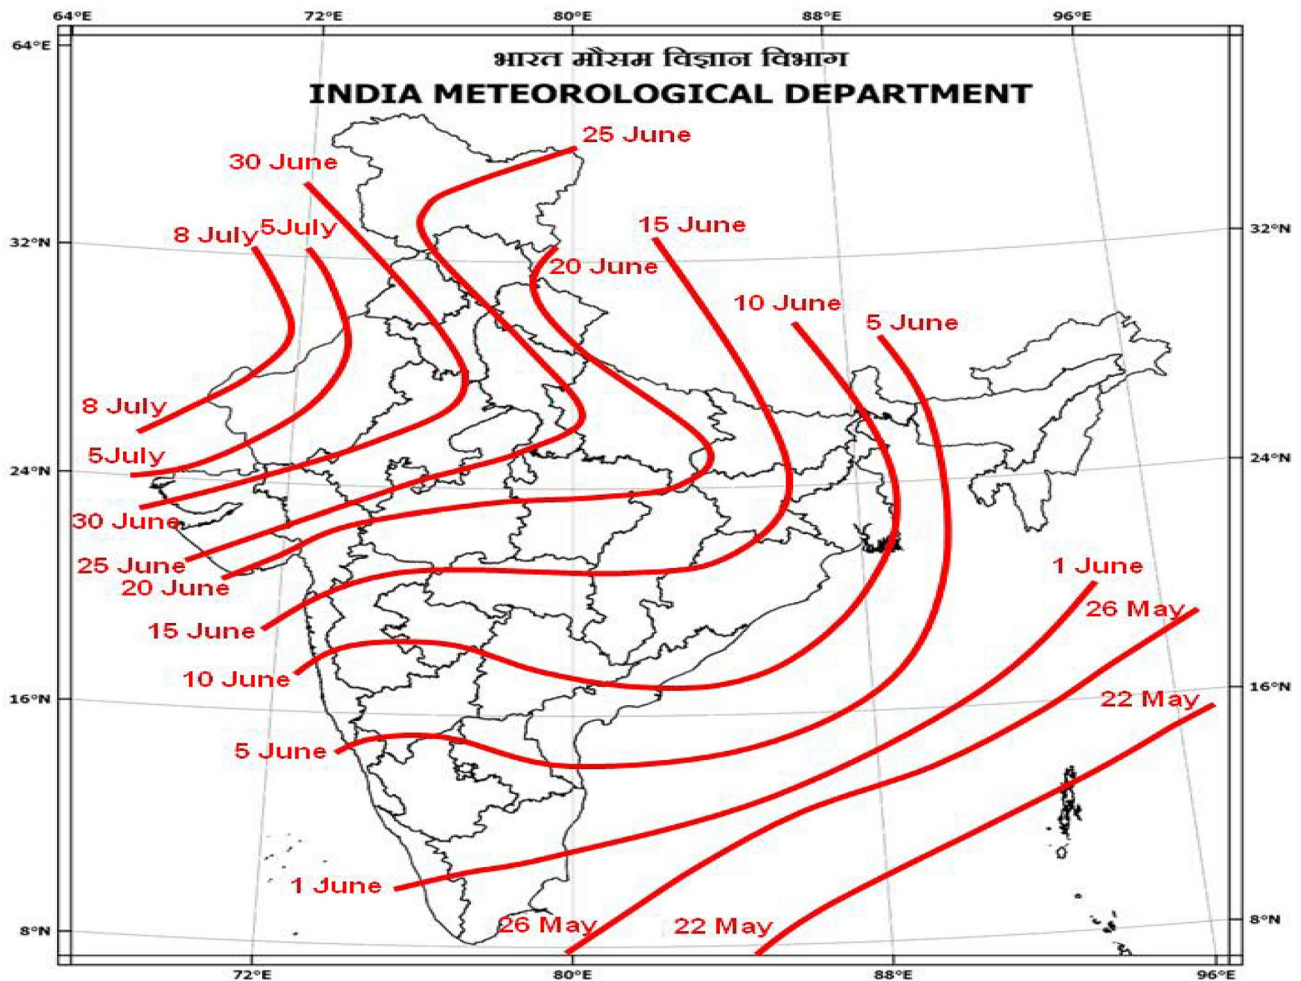 64°E 72°E 80°E 88°E 96°E
64°E
भारत मौसम विज्ञान विभाग
INDIA METEOROLOGICAL DEPARTMENT
25 June
30 June
15 June
8 July 5July
32°N 32°N
20 June
10 June
5 June
8 July
5July
24°N 24°N
30 June
25 June
1 June
20 June
26 May
15 June
10 June
16°N 16°N
22 May
5 June
1 June
26 May 22 May
8°N 8°N
72°E 80°E 88°E 96°E